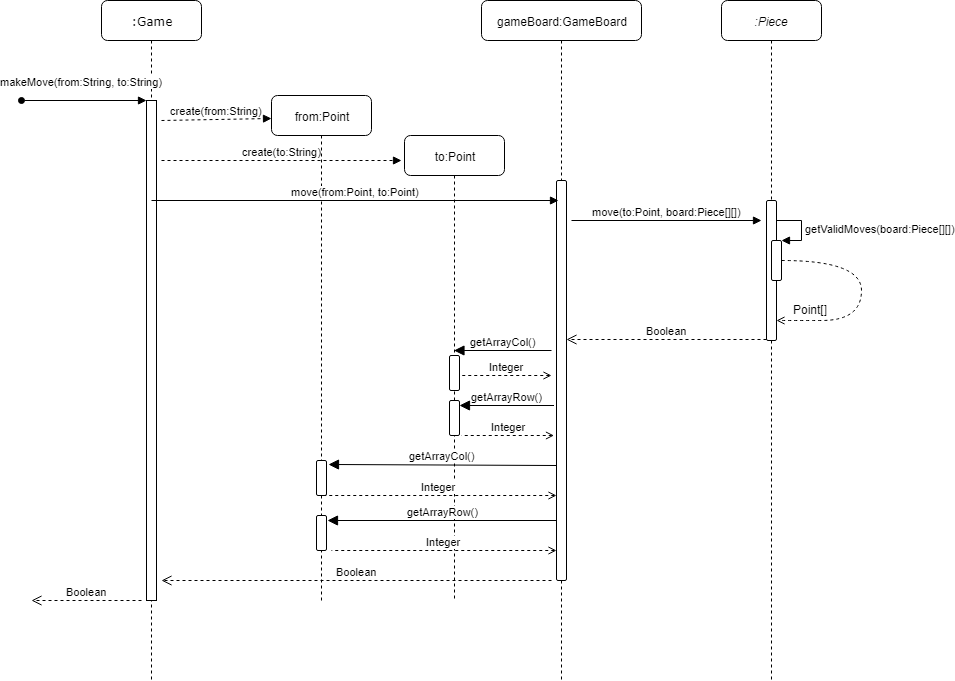 :Game
gameBoard:GameBoard
:Piece
makeMove(from:String, to:String)
create(from:String)
from:Point
create(to:String)
to:Point
move(from:Point, to:Point)
move(to:Point, board:Piece[][])
getValidMoves(board:Piece[][])
Point[]
Boolean
getArrayCol()
Integer
getArrayRow()
Integer
getArrayCol()
Integer
getArrayRow()
Integer
Boolean
Boolean